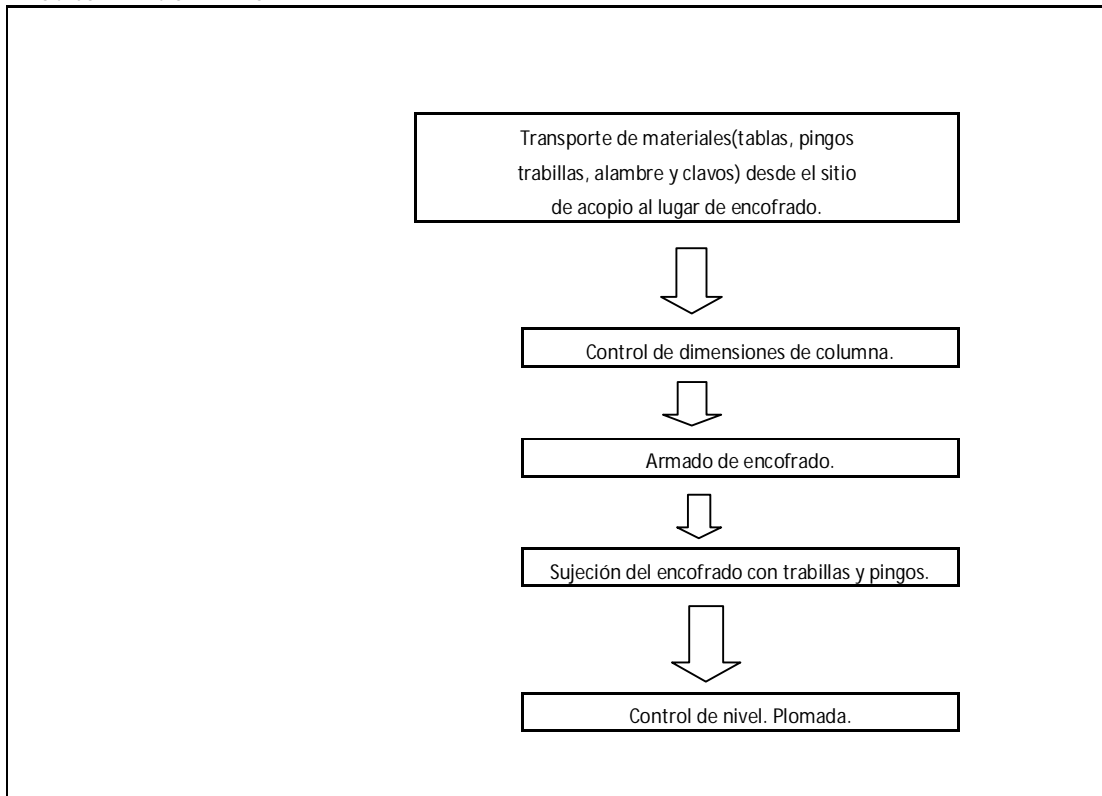 Transporte de materiales(tablas, pingos
trabillas, alambre y clavos) desde el sitio
de acopio al lugar de encofrado.
Control de dimensiones de columna.
Armado de encofrado.
Sujeción del encofrado con trabillas y pingos.
Control de nivel. Plomada.